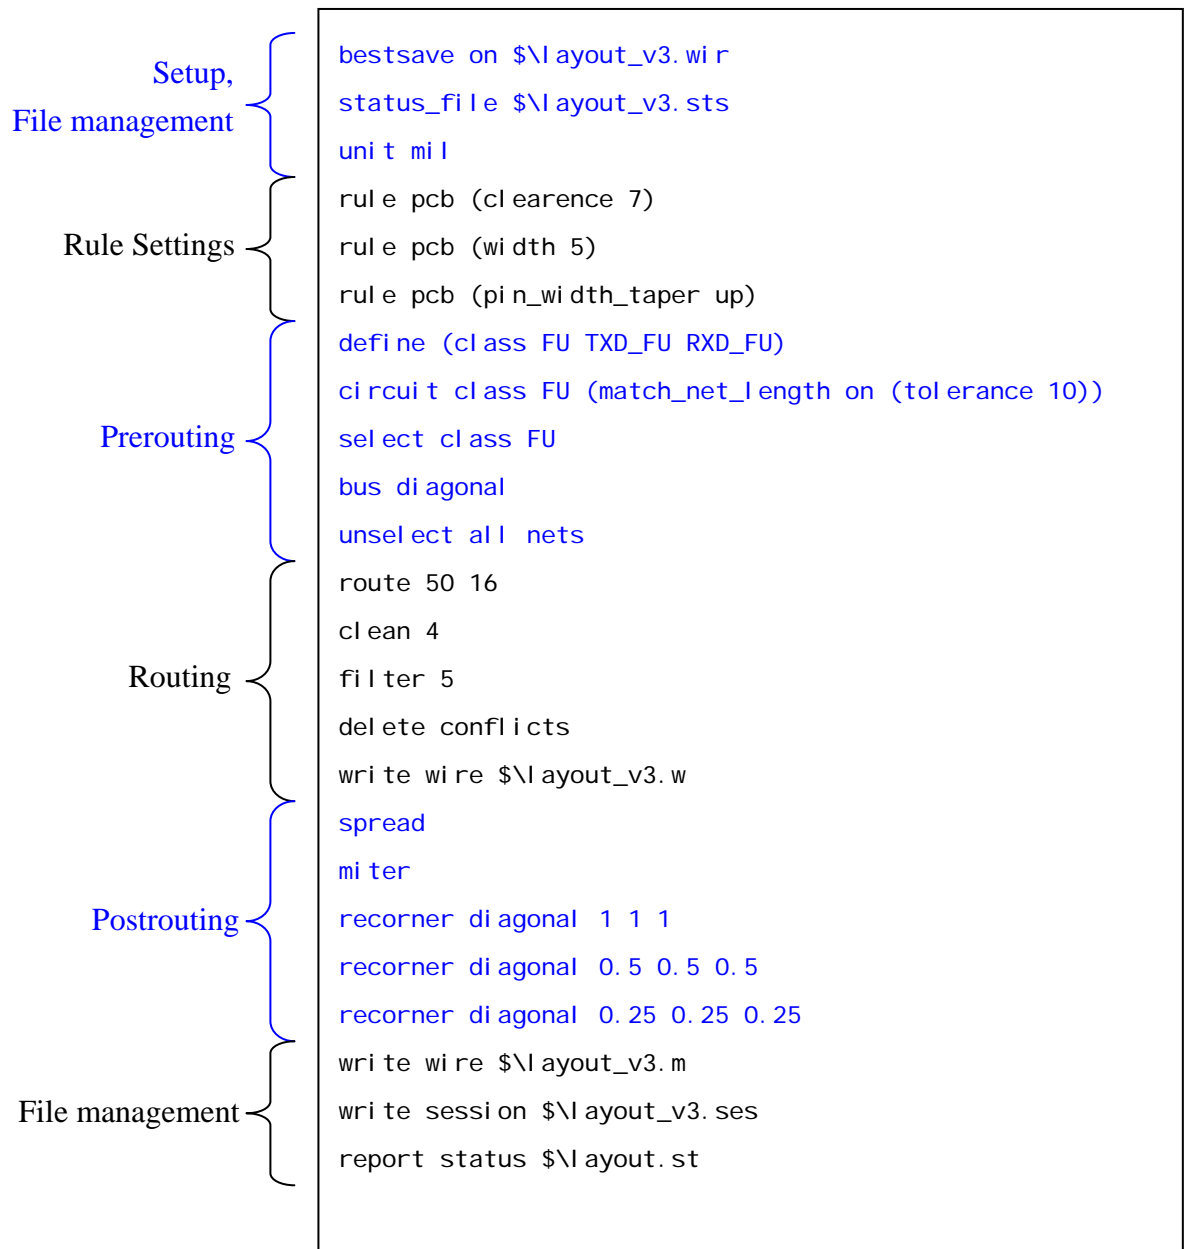 Setup,
File management
bestsave on $\layout_v3.wir
status_file $\layout_v3.sts
unit mil
Rule Settings
rule pcb (clearence 7)
rule pcb (width 5)
rule pcb (pin_width_taper up)
Prerouting
define (class FU TXD_FU RXD_FU)
circuit class FU (match_net_length on (tolerance 10))
select class FU
bus diagonal
unselect all nets
Routing
route 50 16
clean 4
filter 5
delete conflicts
write wire $\layout_v3.w
Postrouting
spread
miter
recorner diagonal 1 1 1
recorner diagonal 0.5 0.5 0.5
recorner diagonal 0.25 0.25 0.25
File management
write wire $\layout_v3.m
write session $\layout_v3.ses
report status $\layout.st